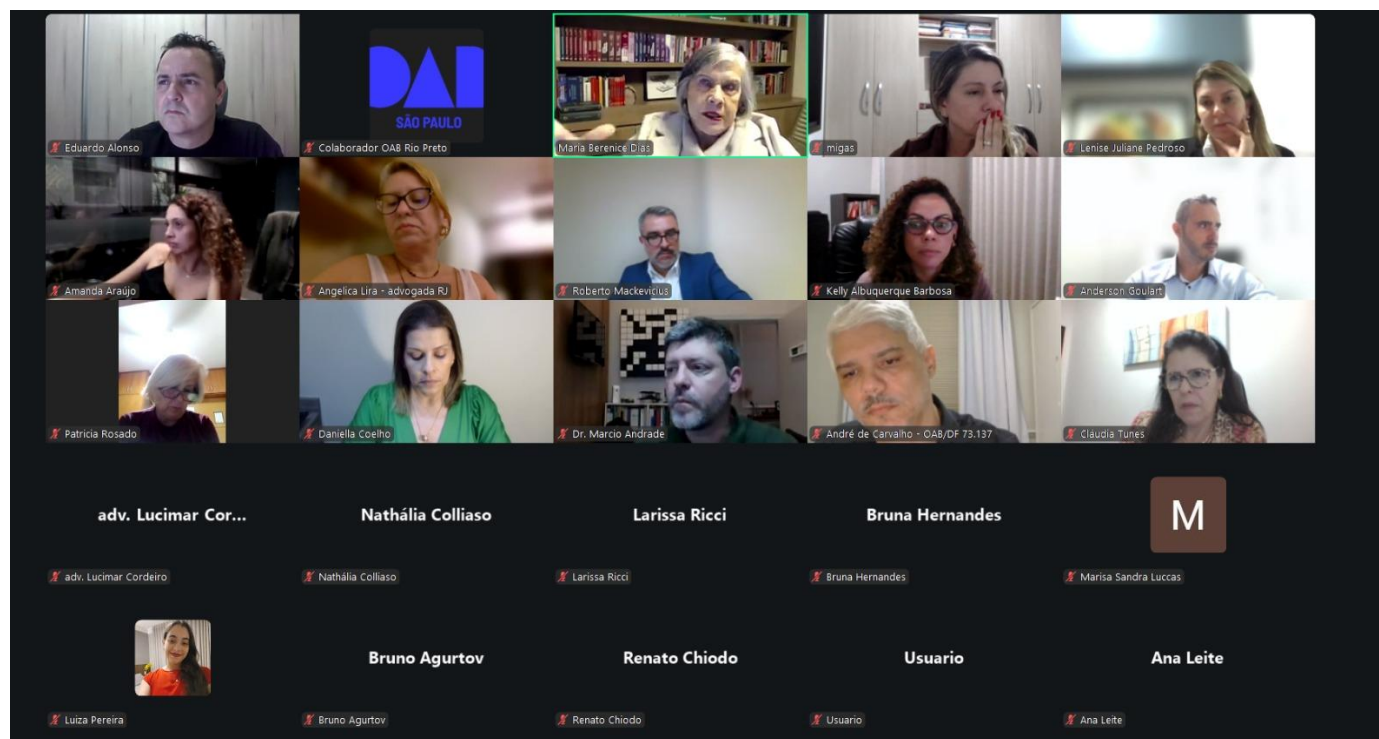 OAB
SÃO PAULO
Eduardo Alonso
Colaborador OAB Rio Preto
Maria Berenice Dias
migas
Lenise Juliane Pedroso
Amanda Araújo
Angelica Lira - advogada RJ
Roberto Mackevicius
Kelly Albuquerque Barbosa
Anderson Goulart
Patricia Rosado
Daniella Coelho
Dr. Marcio Andrade
André de Carvalho - OAB/DF 73.137
Claudia Tunes
adv. Lucimar Cor...
Nathália Colliaso
Larissa Ricci
Bruna Hernandes
M
adv. Lucimar Cordeiro
Nathália Colliaso
Larissa Ricci
Bruna Hernandes
Marisa Sandra Luccas
Bruno Agurtov
Renato Chiodo
Usuario
Ana Leite
Luiza Pereira
Bruno Agurtov
Renato Chiodo
Usuario
Ana Leite